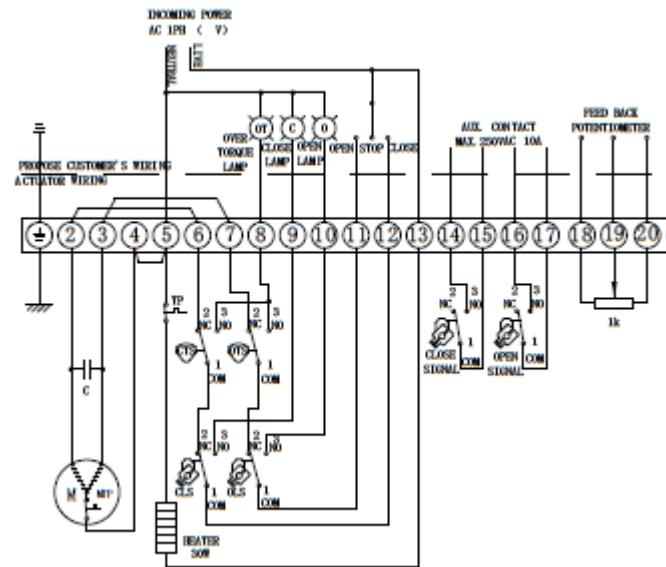 INCOMING POWER
AC 1PH ( V)
NEUTRAL
LIVE
OT
C
O
OVER TORQUE LAMP
CLOSE LAMP
OPEN LAMP
OPEN
STOP
CLOSE
AUX. CONTACT
MAX. 250VAC 10A
FEED BACK
POTENTIOMETER
PROPOSE CUSTOMER'S WIRING
ACTUATOR WIRING
2
3
4
5
6
7
8
9
10
11
12
13
14
15
16
17
18
19
20
TP
2
NC
3
NO
CTS
1
COM
2
NC
3
NO
OTS
1
COM
2
NC
3
NO
CLOSE
SIGNAL
1
2
NC
3
NO
OPEN
SIGNAL
1
1k
C
M
MTP
2
NC
3
NO
CLS
1
COM
2
NC
3
NO
OLS
1
COM
HEATER
30W